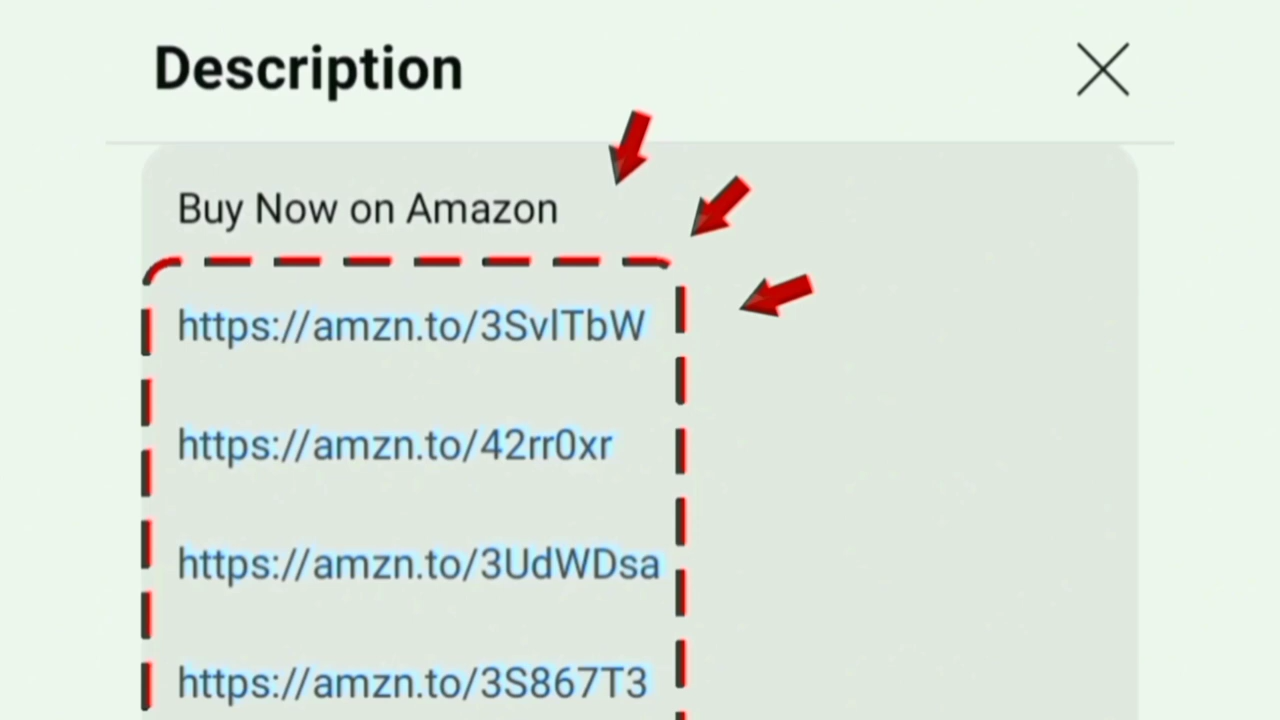 Description
Buy Now on Amazon
https://amzn.to/3SvlTbW
https://amzn.to/42rr0xr
https://amzn.to/3UdWDsa
https://amzn.to/3S867T3